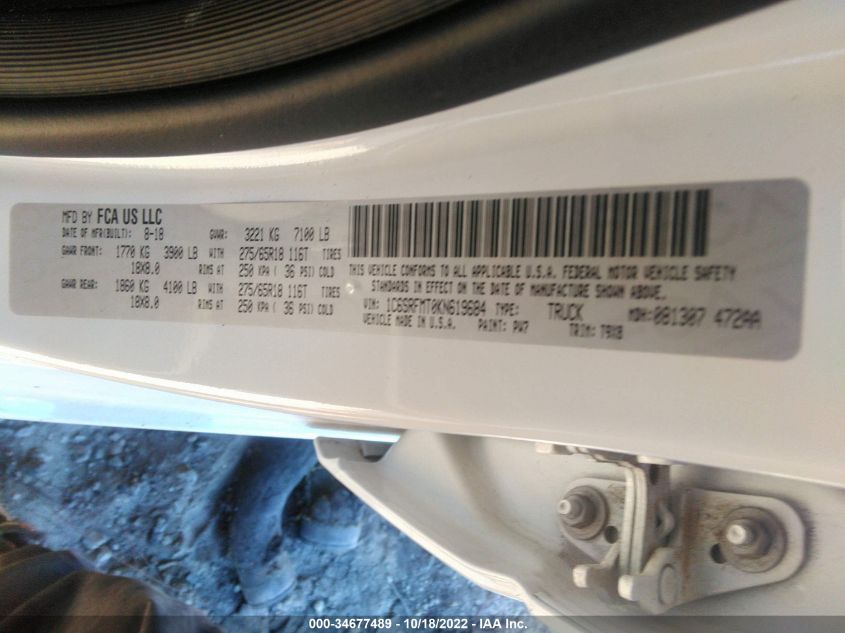 MFD BY FCA US LLC
DATE OF MFR(BUILT): 8-18 GVWR: 3221 KG 7100 LB
GAWR FRONT: 1770 KG 3900 LB WITH 275/65R18 116T TIRES
18X8.0 RIMS AT 250 KPA ( 36 PSI) COLD
GAWR REAR: 1860 KG 4100 LB WITH 275/65R18 116T TIRES
18X8.0 RIMS AT 250 KPA ( 36 PSI) COLD
THIS VEHICLE CONFORMS TO ALL APPLICABLE U.S.A. FEDERAL MOTOR VEHICLE SAFETY
STANDARDS IN EFFECT ON THE DATE OF MANUFACTURE SHOWN ABOVE.
VIN: 1C6SRFMT0KN619684 TYPE: TRUCK MDH: 081307 472AA
VEHICLE MADE IN U.S.A. PAINT: PW7 TRIM: T9X8
000-34677489 - 10/18/2022 - IAA Inc.